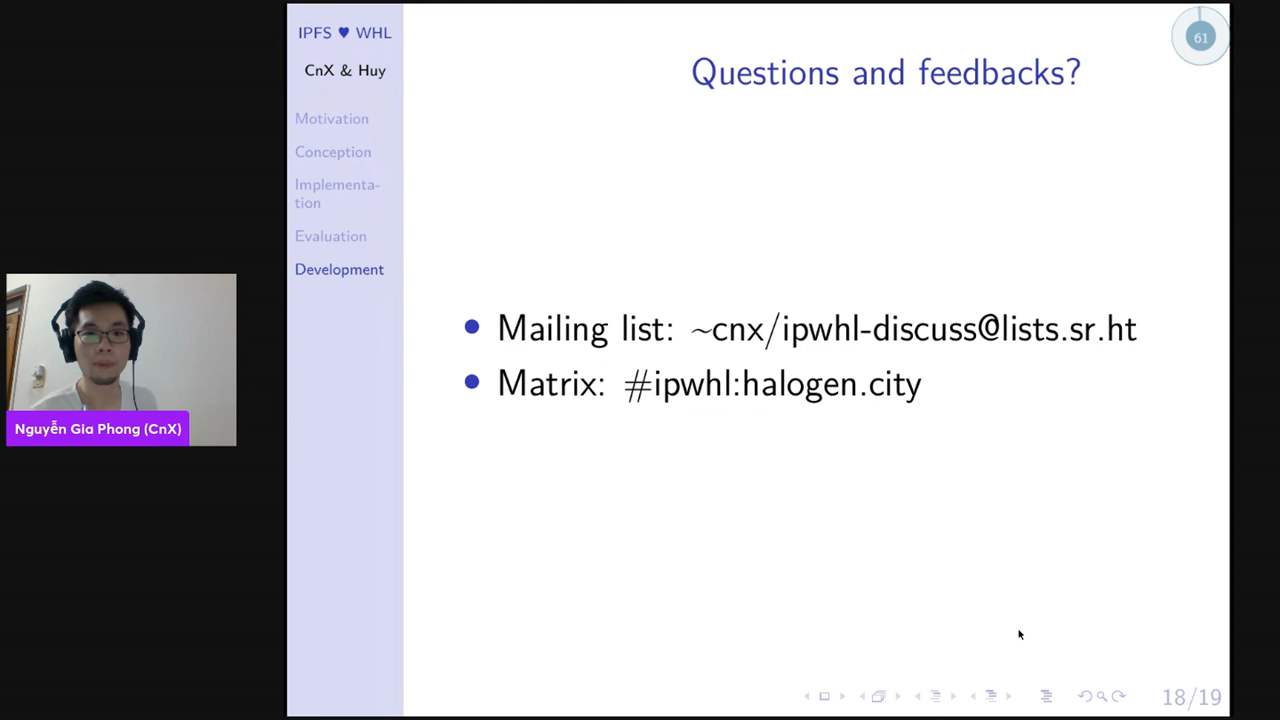 IPFS ♥ WHL
CnX & Huy
Motivation
Conception
Implementa-
tion
Evaluation
Development
61
Questions and feedbacks?
• Mailing list: ~cnx/ipwhl-discuss@lists.sr.ht
• Matrix: #ipwhl:halogen.city
18/19
Nguyễn Gia Phong (CnX)